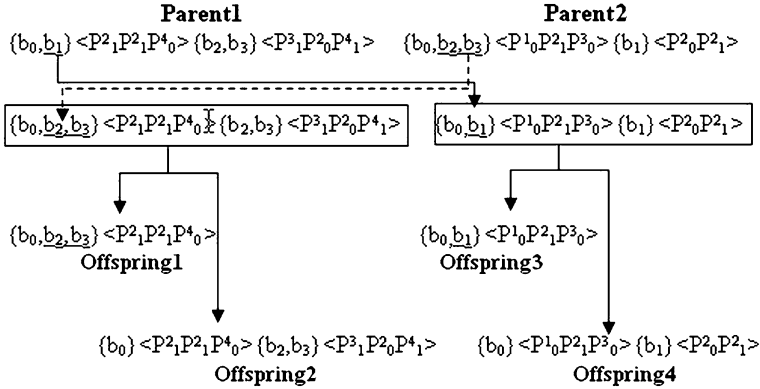 Parent1 Parent2
{b₀,b₁}<P²₁P²₁P⁴₀>{b₂,b₃}<P³₁P²₀P⁴₁> {b₀,b₂,b₃}<P¹₀P²₁P³₀>{b₁}<P²₀P²₁>
{b₀,b₂,b₃}<P²₁P²₁P⁴₀>{b₂,b₃}<P³₁P²₀P⁴₁> {b₀,b₁}<P¹₀P²₁P³₀>{b₁}<P²₀P²₁>
{b₀,b₂,b₃}<P²₁P²₁P⁴₀> {b₀,b₁}<P¹₀P²₁P³₀>
Offspring1 Offspring3
{b₀}<P²₁P²₁P⁴₀>{b₂,b₃}<P³₁P²₀P⁴₁> {b₀}<P¹₀P²₁P³₀>{b₁}<P²₀P²₁>
Offspring2 Offspring4